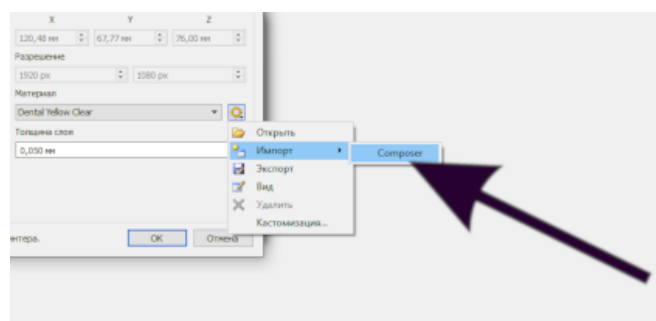 X Y Z
120,48 мм 67,77 мм 76,00 мм
Разрешение
1920 px 1080 px
Материал
Dental Yellow Clear
Толщина слоя
0,050 мм
Открыть
Импорт Composer
Экспорт
Вид
Удалить
Кастомизация...
нтера. OK Отмена